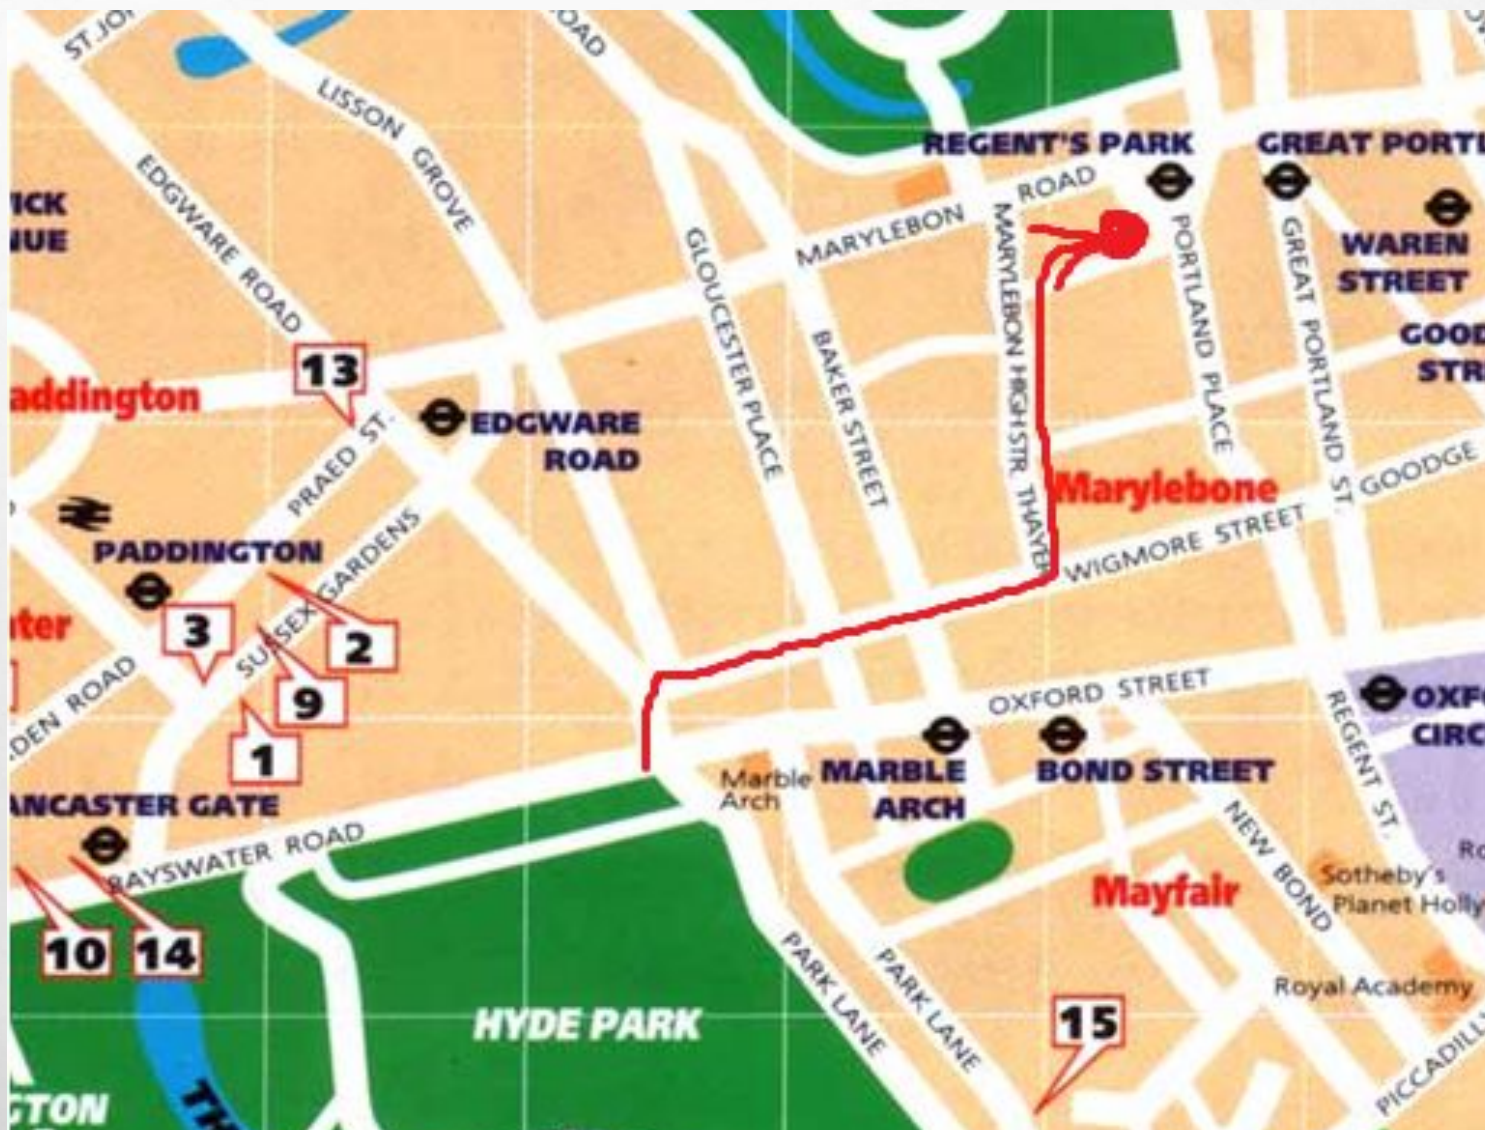 ST JO
OAD
LISSON GROVE
REGENT'S PARK
GREAT PORTL
EDGWARE ROAD
ICK
NUE
MARYLEBON ROAD
WAREN
STREET
GOOD
STR
GLOUCESTER PLACE
BAKER STREET
MARYLEBON HIGH STR.
THAYER
PORTLAND PLACE
GREAT PORTLAND ST.
13
addington
EDGWARE
ROAD
PRAED ST.
Marylebone
GOODGE
WIGMORE STREET
PADDINGTON
SUSSEX GARDENS
3
ter
2
9
1
DEN ROAD
OXFORD STREET
OXF
CIRC
REGENT ST.
Marble
Arch
MARBLE
ARCH
BOND STREET
ANCASTER GATE
BAYSWATER ROAD
NEW BOND
Ro
Sotheby's
Planet Holly
Mayfair
10
14
PARK LANE
PARK LANE
Royal Academy
HYDE PARK
15
PICCADILL
GTON
TH